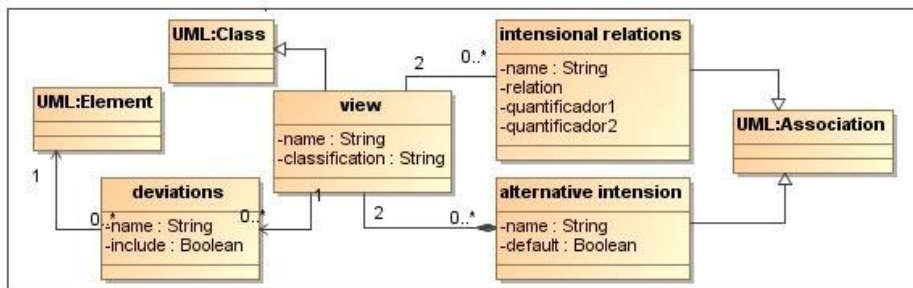 UML:Class
UML:Element
view
-name : String
-classification : String
deviations
-name : String
-include : Boolean
intensional relations
-name : String
-relation
-quantificador1
-quantificador2
alternative intension
-name : String
-default : Boolean
UML:Association
2
0..*
1
0..*
0..*
1
2
0..*